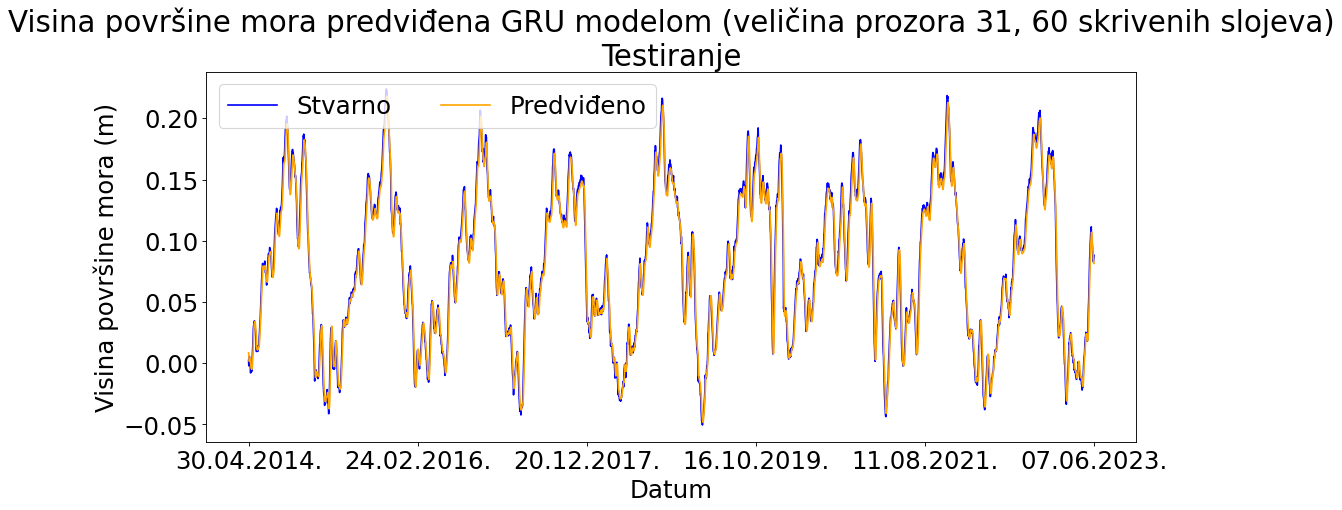 Visina površine mora predviđena GRU modelom (veličina prozora 31, 60 skrivenih slojeva)
Testiranje
Stvarno Predviđeno
Visina površine mora (m)
0.20
0.15
0.10
0.05
0.00
−0.05
30.04.2014. 24.02.2016. 20.12.2017. 16.10.2019. 11.08.2021. 07.06.2023.
Datum